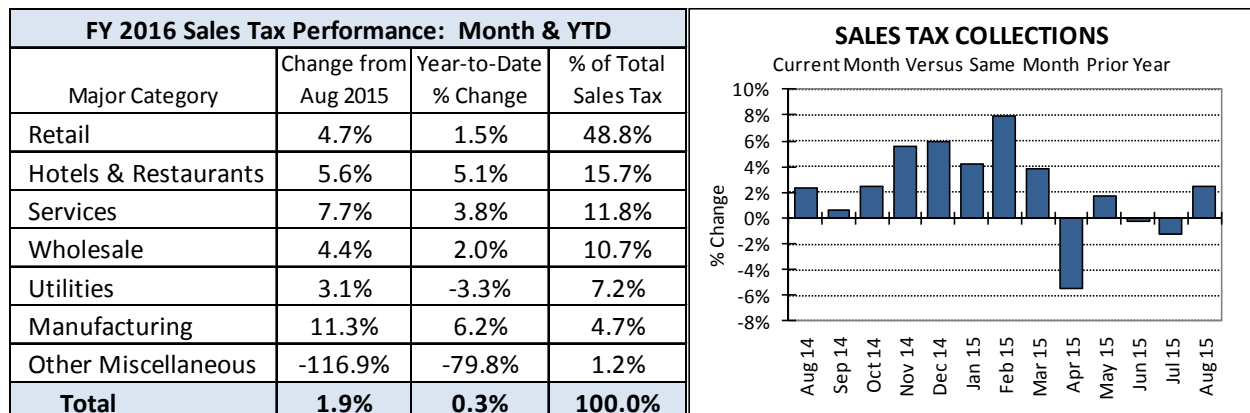 FY 2016 Sales Tax Performance: Month & YTD
Major Category Change from Aug 2015 Year-to-Date % Change % of Total Sales Tax
Retail 4.7% 1.5% 48.8%
Hotels & Restaurants 5.6% 5.1% 15.7%
Services 7.7% 3.8% 11.8%
Wholesale 4.4% 2.0% 10.7%
Utilities 3.1% -3.3% 7.2%
Manufacturing 11.3% 6.2% 4.7%
Other Miscellaneous -116.9% -79.8% 1.2%
Total 1.9% 0.3% 100.0%
SALES TAX COLLECTIONS
Current Month Versus Same Month Prior Year
% Change
10%
8%
6%
4%
2%
0%
-2%
-4%
-6%
-8%
Aug 14
Sep 14
Oct 14
Nov 14
Dec 14
Jan 15
Feb 15
Mar 15
Apr 15
May 15
Jun 15
Jul 15
Aug 15